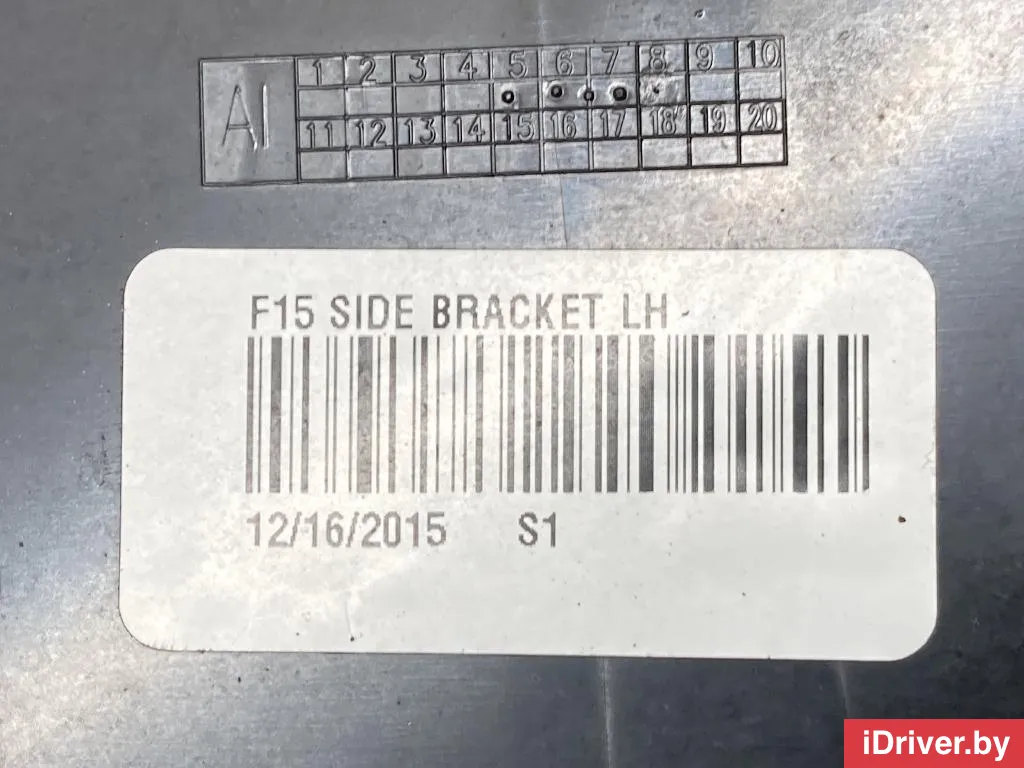 AI 1 2 3 4 5 6 7 8 9 10
11 12 13 14 15 16 17 18 19 20
F15 SIDE BRACKET LH
12/16/2015 S1
iDriver.by